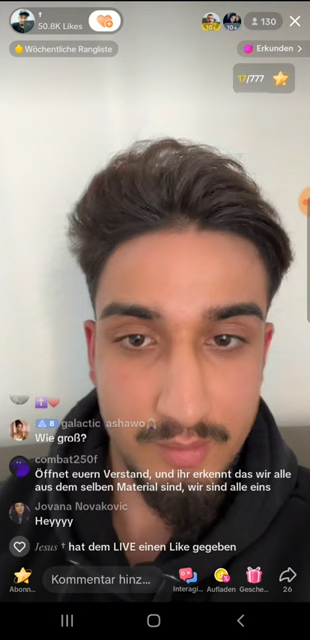 †
50.8K Likes
130
Wöchentliche Rangliste
Erkunden >
17/777
8 galactic_ashawo
Wie groß?
combat250f
Öffnet euern Verstand, und ihr erkennt das wir alle
aus dem selben Material sind, wir sind alle eins
Jovana Novakovic
Heyyyy
Jesus † hat dem LIVE einen Like gegeben
Abonn...
Kommentar hinz...
Interagi...
Aufladen
Gesche...
26